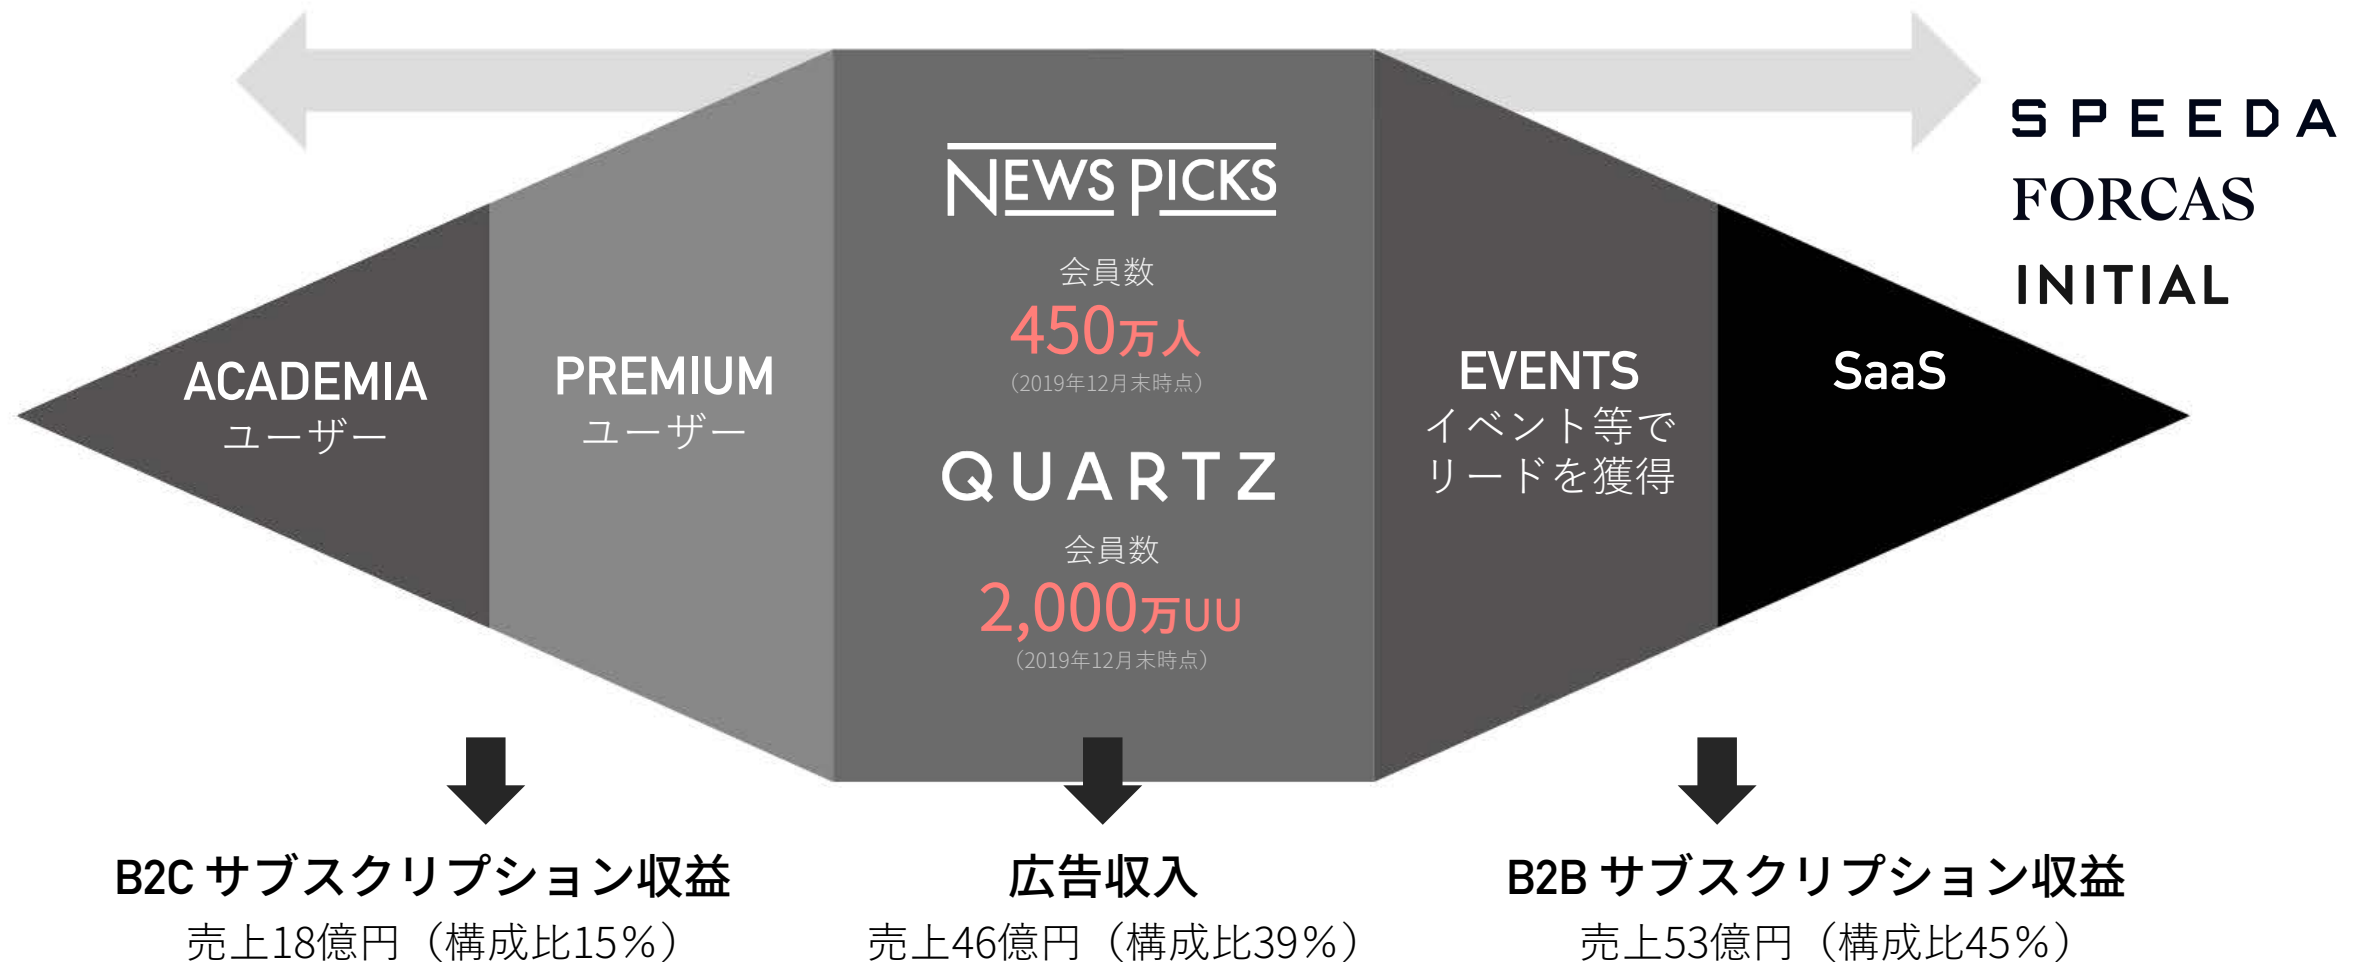 SPEEDA
FORCAS
INITIAL
ACADEMIA
ユーザー
PREMIUM
ユーザー
NEWSPICKS
会員数
450万人
（2019年12月末時点）
QUARTZ
会員数
2,000万UU
（2019年12月末時点）
EVENTS
イベント等で
リードを獲得
SaaS
B2C サブスクリプション収益
売上18億円（構成比15%）
広告収入
売上46億円（構成比39%）
B2B サブスクリプション収益
売上53億円（構成比45%）